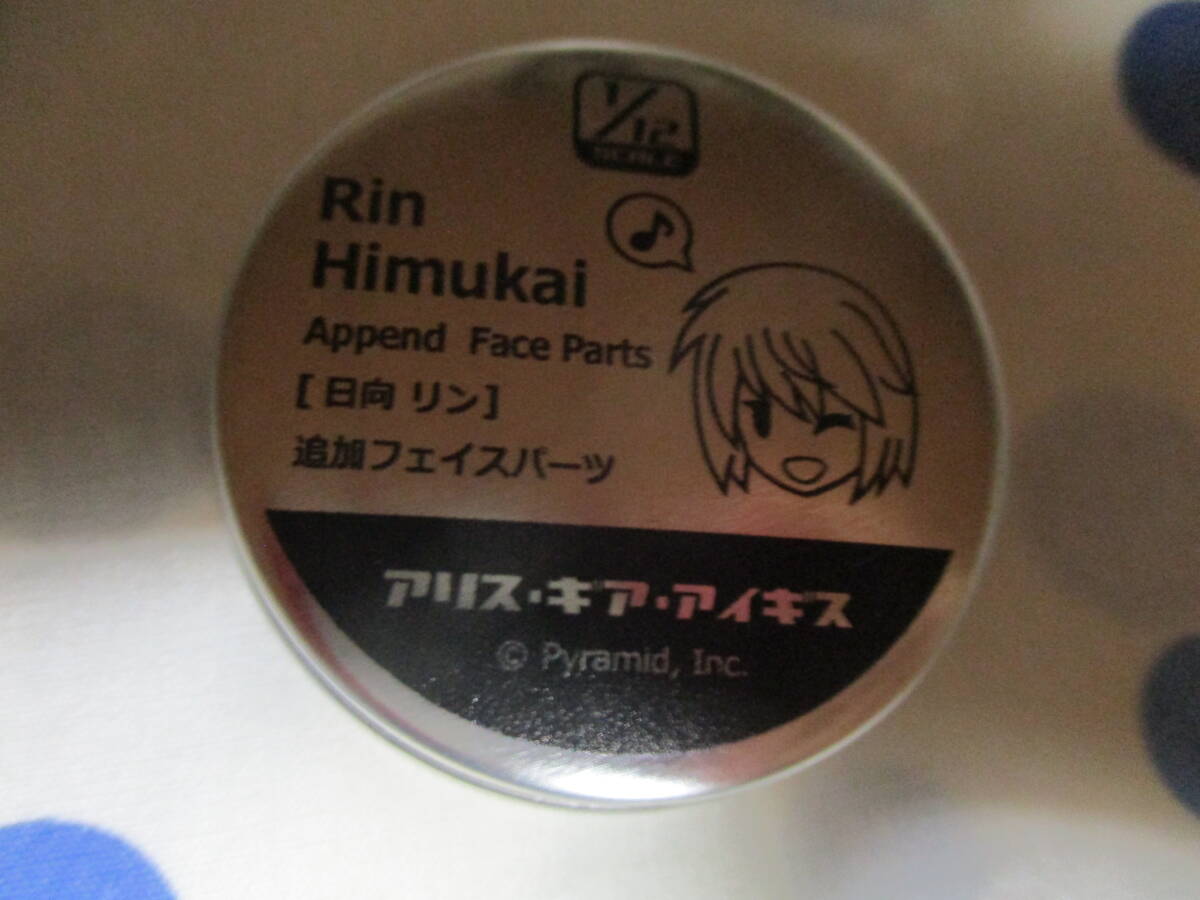 1/12
SCALE
Rin
Himukai
Append Face Parts
[日向 リン]
追加フェイスパーツ
アリス・ギア・アイギス
© Pyramid, Inc.